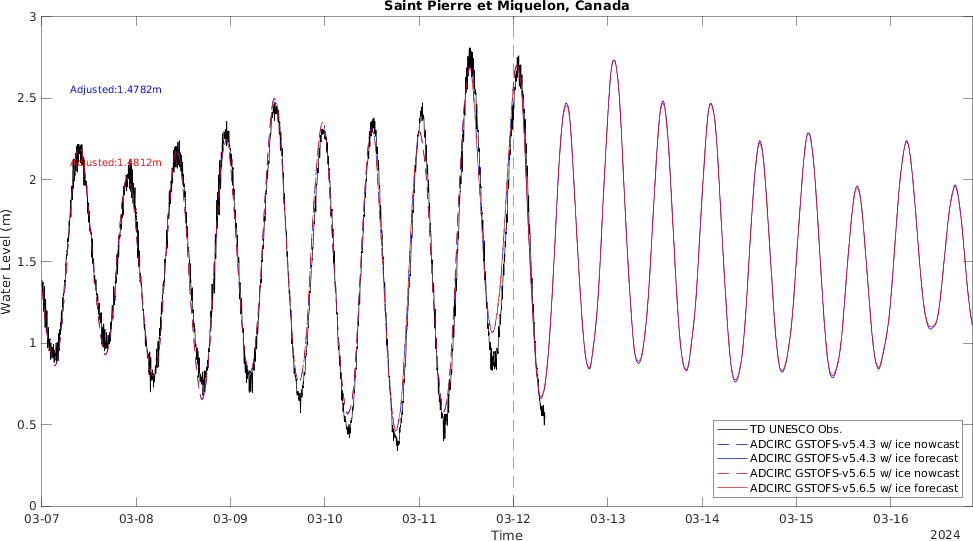 Saint Pierre et Miquelon, Canada
3
2.5
2
1.5
1
0.5
0
Water Level (m)
Adjusted:1.4782m
Adjusted:1.4812m
TD UNESCO Obs.
ADCIRC GSTOFS-v5.4.3 w/ ice nowcast
ADCIRC GSTOFS-v5.4.3 w/ ice forecast
ADCIRC GSTOFS-v5.6.5 w/ ice nowcast
ADCIRC GSTOFS-v5.6.5 w/ ice forecast
03-07 03-08 03-09 03-10 03-11 03-12 03-13 03-14 03-15 03-16
Time
2024